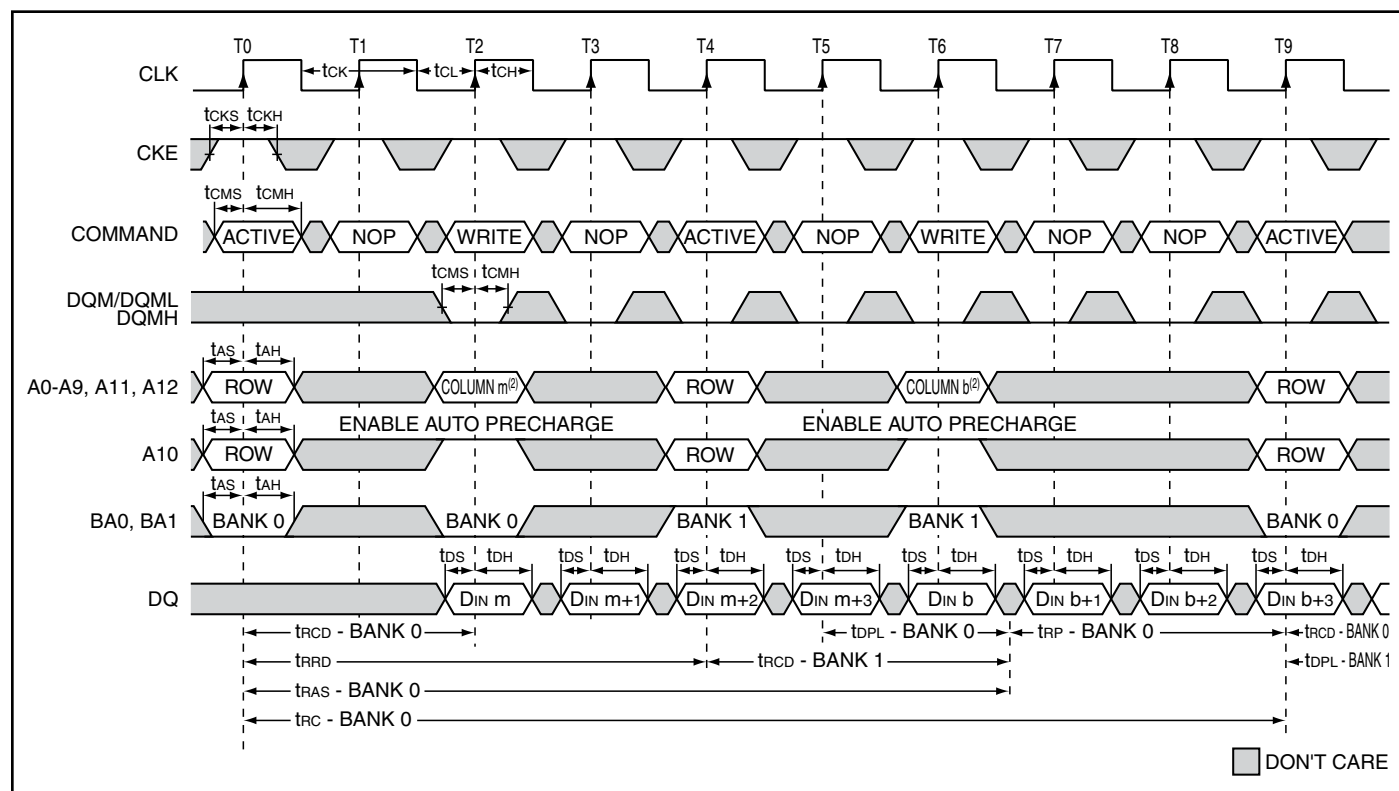 T0 T1 T2 T3 T4 T5 T6 T7 T8 T9
CLK
tCK tCL tCH
tCKS tCKH
CKE
tCMS tCMH
COMMAND ACTIVE NOP WRITE NOP ACTIVE NOP WRITE NOP NOP ACTIVE
tCMS tCMH
DQM/DQML
DQMH
tAS tAH
A0-A9, A11, A12 ROW COLUMN m(2) ROW COLUMN b(2) ROW
tAS tAH ENABLE AUTO PRECHARGE ENABLE AUTO PRECHARGE
A10 ROW ROW ROW
tAS tAH
BA0, BA1 BANK 0 BANK 0 BANK 1 BANK 1 BANK 0
tDS tDH tDS tDH tDS tDH tDS tDH tDS tDH tDS tDH tDS tDH tDS tDH
DQ DIN m DIN m+1 DIN m+2 DIN m+3 DIN b DIN b+1 DIN b+2 DIN b+3
tRCD - BANK 0 tDPL - BANK 0 tRP - BANK 0 tRCD - BANK 0
tRRD tRCD - BANK 1 tDPL - BANK 1
tRAS - BANK 0
tRC - BANK 0
DON'T CARE